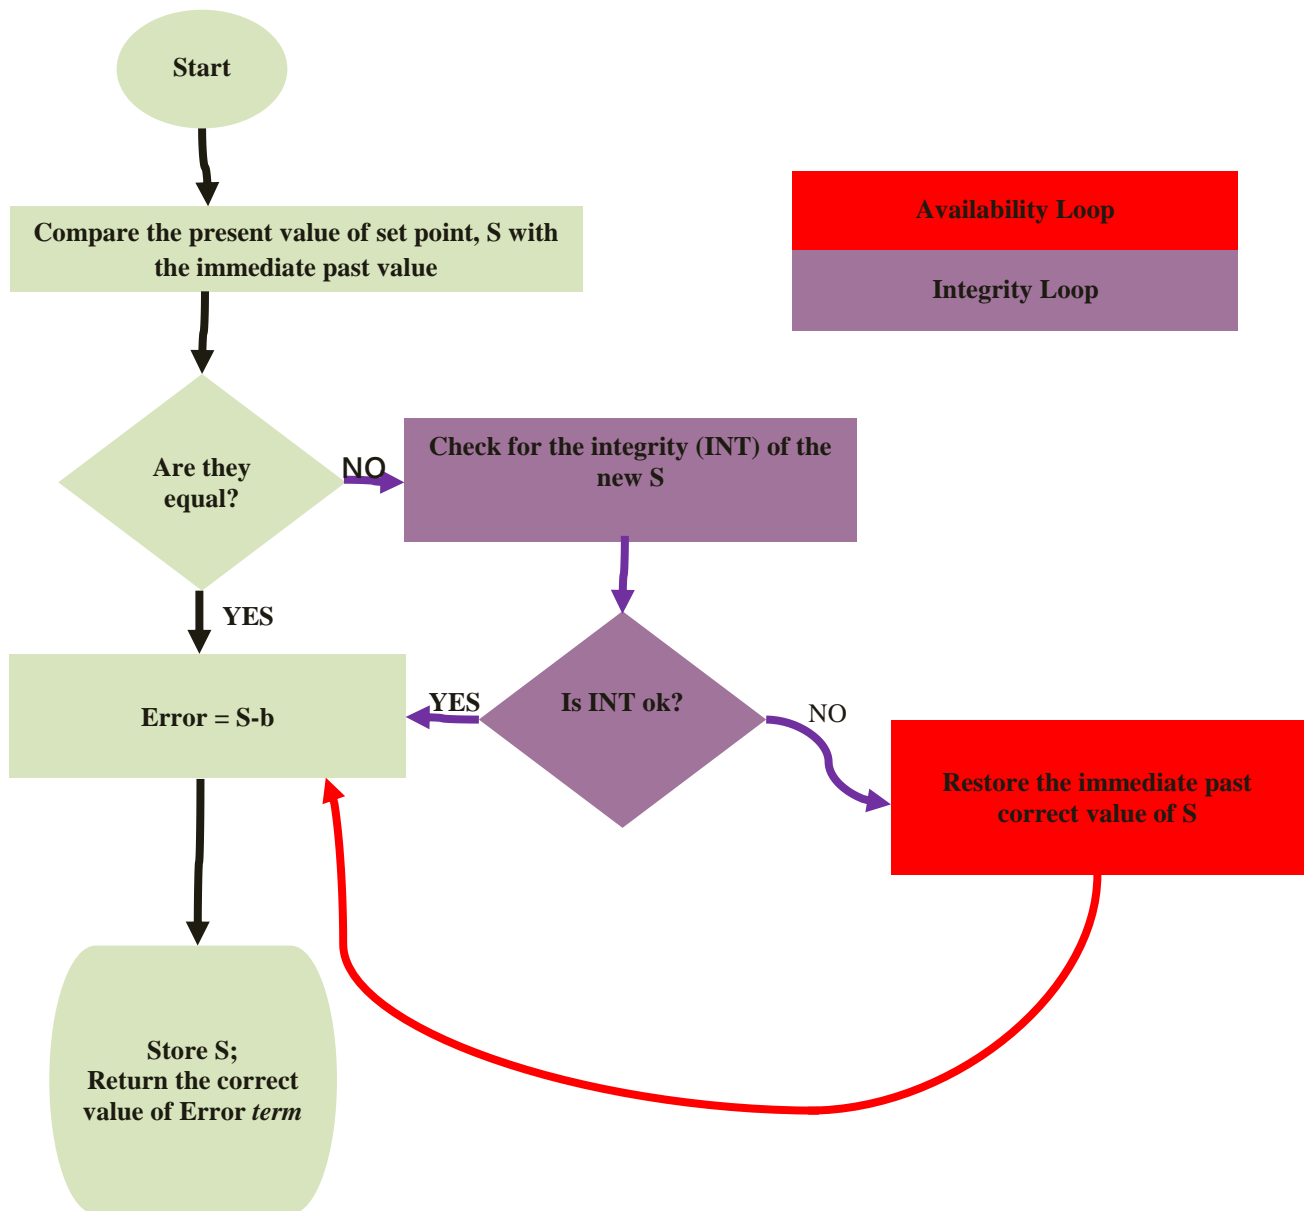 Start
Compare the present value of set point, S with
the immediate past value
Availability Loop
Integrity Loop
Are they
equal?
NO
Check for the integrity (INT) of the
new S
YES
Error = S-b
YES
Is INT ok?
NO
Restore the immediate past
correct value of S
Store S;
Return the correct
value of Error term